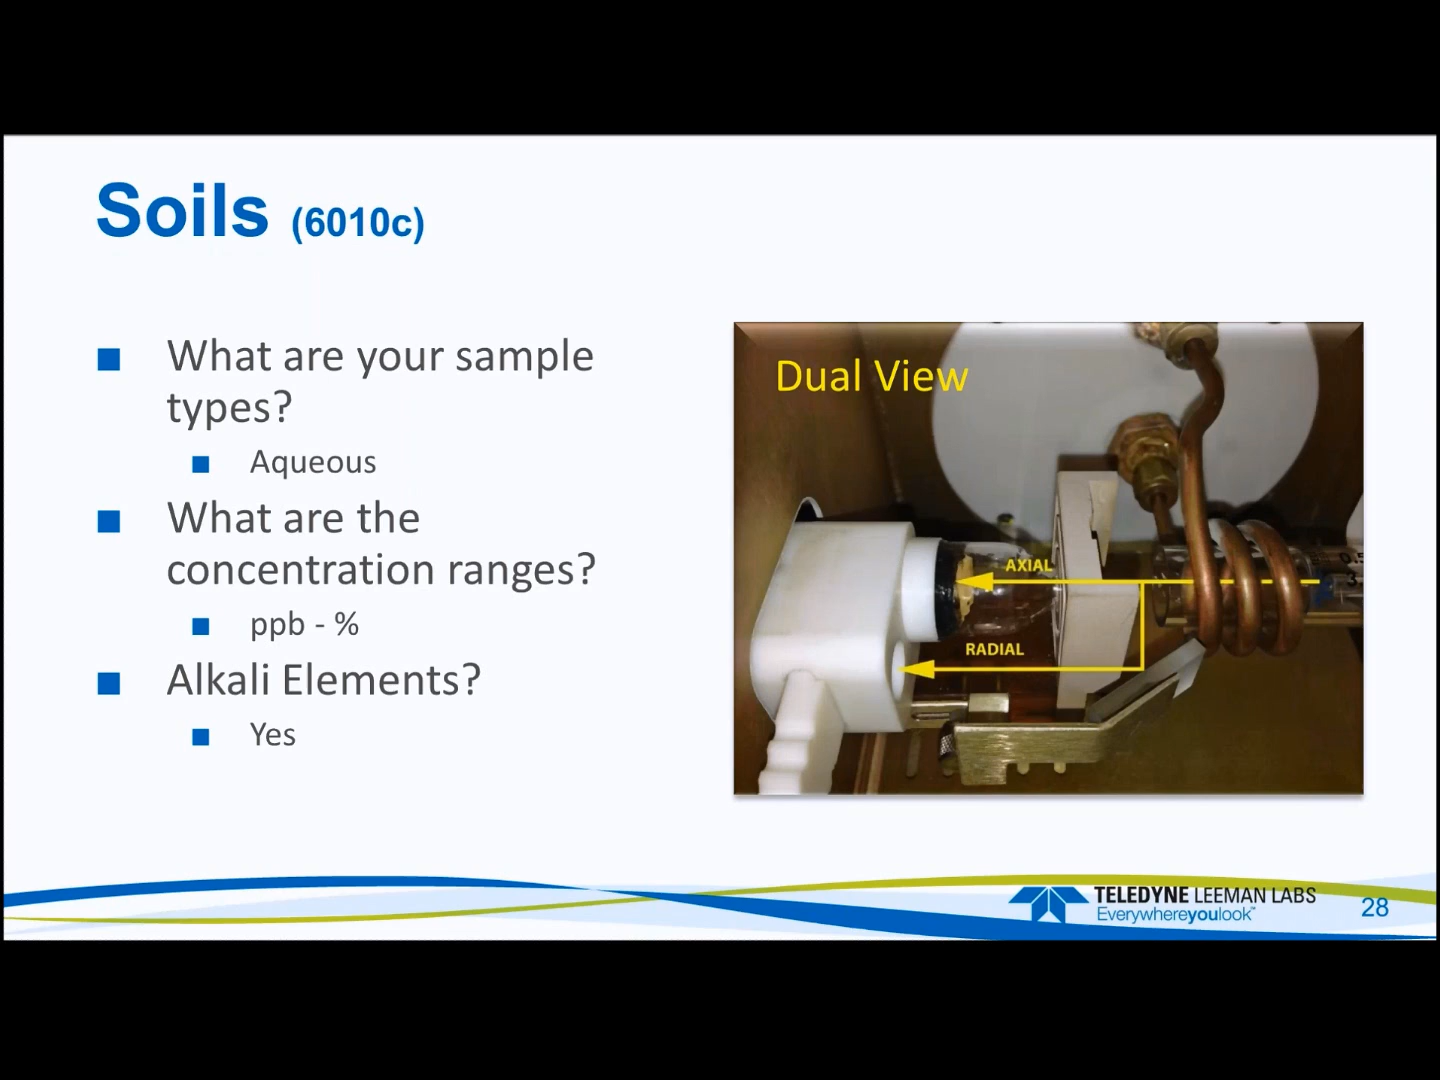 Soils (6010c)
What are your sample
types?
Aqueous
What are the
concentration ranges?
ppb - %
Alkali Elements?
Yes
Dual View
AXIAL
RADIAL
TELEDYNE LEEMAN LABS
Everywhereyoulook™
28